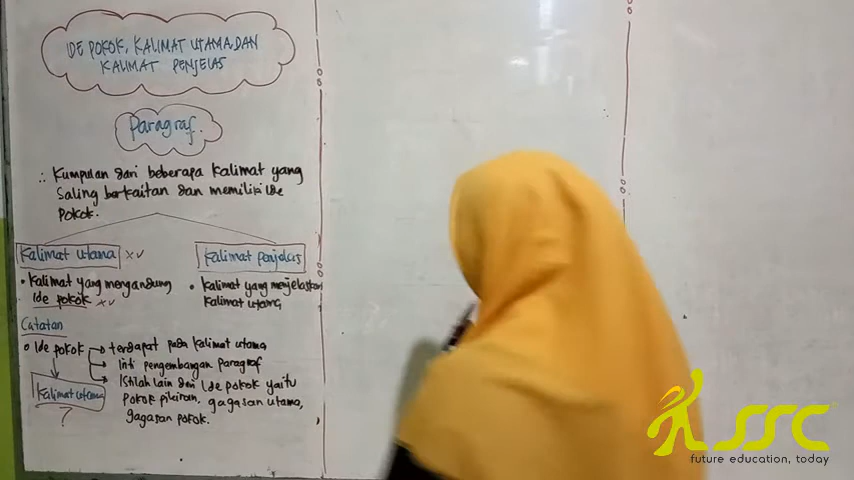 IDE POKOK, KALIMAT UTAMA, DAN
KALIMAT PENJELAS
Paragraf.
∴ Kumpulan dari beberapa kalimat yang
Saling berkaitan dan memiliki ide
Pokok.
Kalimat utama
• Kalimat yang mengandung
Ide pokok
Kalimat penjelas
• Kalimat yang menjelaskan
Kalimat utama
Catatan
• Ide pokok
terdapat pada Kalimat utama
Inti pengembangan Paragraf
Istilah lain dari Ide pokok yaitu
Pokok pikiran, gagasan utama,
gagasan pokok.
Kalimat utama
?
SSC
future education, today